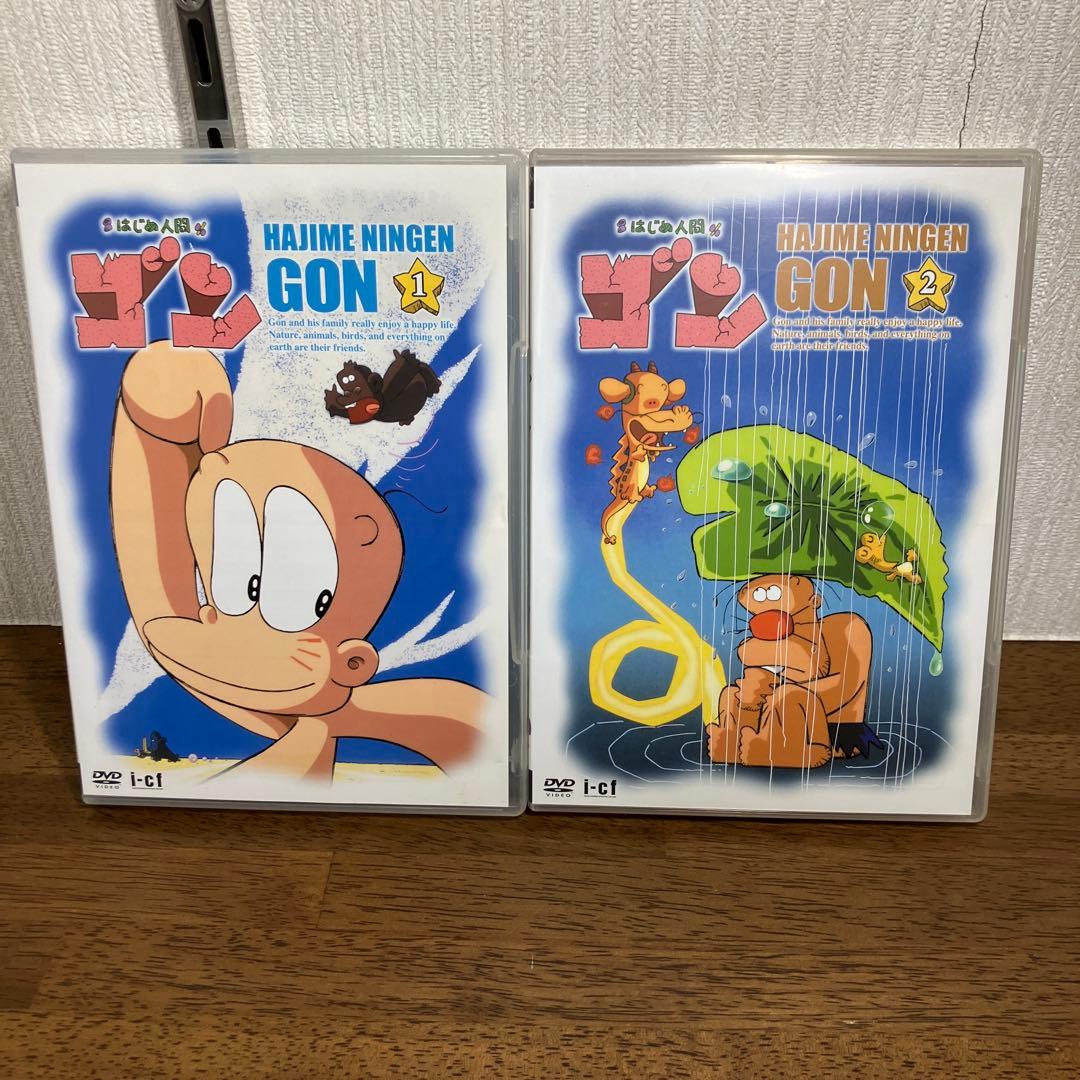 はじめ人間
ゴン
HAJIME NINGEN
GON 1
Gon and his family really enjoy a happy life.
Nature, animals, birds, and everything on
earth are their friends.
DVD
VIDEO
i-cf
はじめ人間
ゴン
HAJIME NINGEN
GON 2
Gon and his family really enjoy a happy life.
Nature, animals, birds, and everything on
earth are their friends.
DVD
VIDEO
i-cf